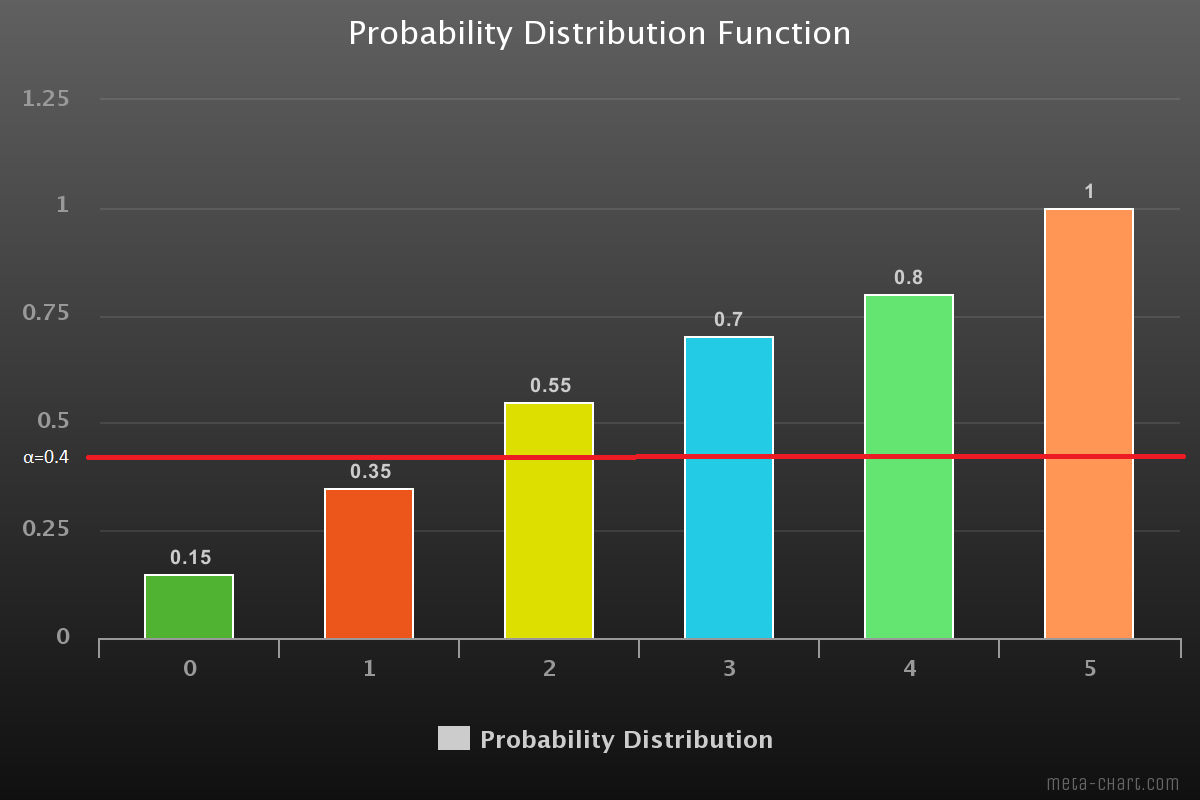 Probability Distribution Function
1.25
1
1
0.8
0.75
0.7
0.55
0.5
α=0.4
0.35
0.25
0.15
0
0 1 2 3 4 5
Probability Distribution
meta-chart.com